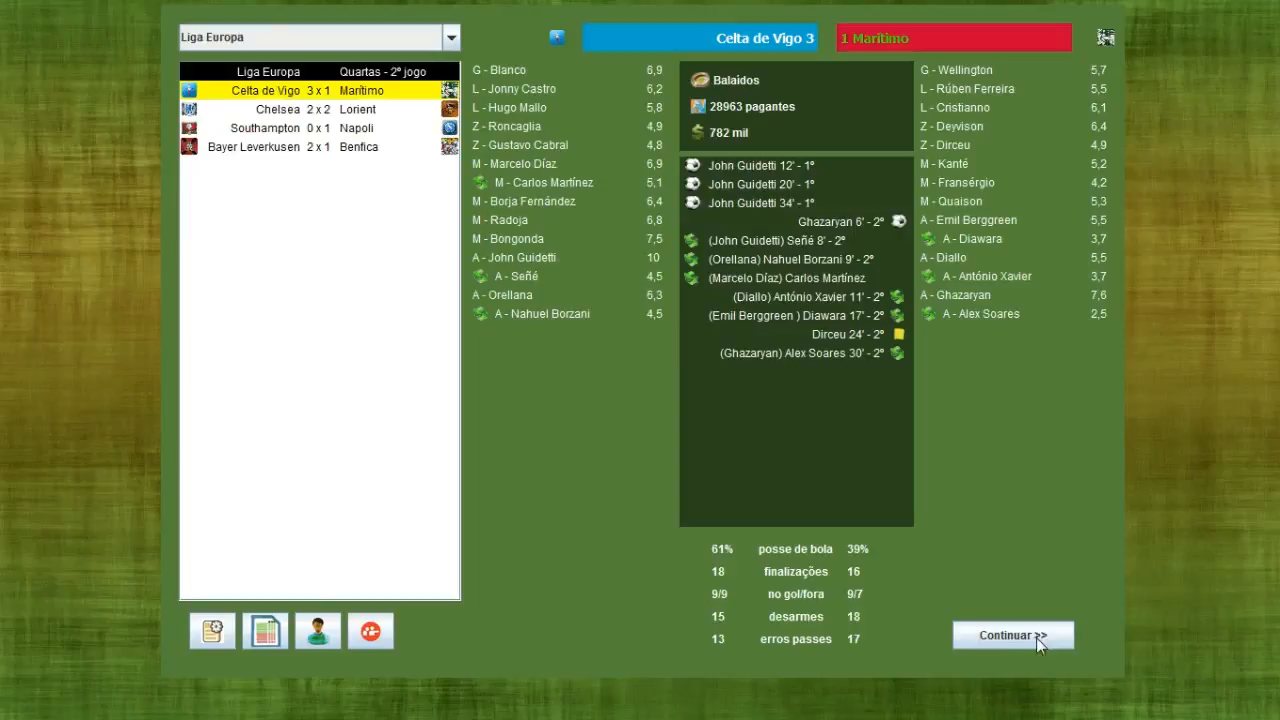 Liga Europa
Celta de Vigo 3
1 Marítimo
Liga Europa Quartas - 2º jogo
Celta de Vigo 3 x 1 Marítimo
Chelsea 2 x 2 Lorient
Southampton 0 x 1 Napoli
Bayer Leverkusen 2 x 1 Benfica
G - Blanco 6,9
L - Jonny Castro 6,2
L - Hugo Mallo 5,8
Z - Roncaglia 4,9
Z - Gustavo Cabral 4,8
M - Marcelo Díaz 6,9
M - Carlos Martínez 5,1
M - Borja Fernández 6,4
M - Radoja 6,8
M - Bongonda 7,5
A - John Guidetti 10
A - Señé 4,5
A - Orellana 6,3
A - Nahuel Borzani 4,5
Balaídos
28963 pagantes
782 mil
John Guidetti 12' - 1º
John Guidetti 20' - 1º
John Guidetti 34' - 1º
Ghazaryan 6' - 2º
(John Guidetti) Señé 8' - 2º
(Orellana) Nahuel Borzani 9' - 2º
(Marcelo Díaz) Carlos Martínez
(Diallo) António Xavier 11' - 2º
(Emil Berggreen ) Diawara 17' - 2º
Dirceu 24' - 2º
(Ghazaryan) Alex Soares 30' - 2º
61% posse de bola 39%
18 finalizações 16
9/9 no gol/fora 9/7
15 desarmes 18
13 erros passes 17
G - Wellington 5,7
L - Rúben Ferreira 5,5
L - Cristianno 6,1
Z - Deyvison 6,4
Z - Dirceu 4,9
M - Kanté 5,2
M - Fransérgio 4,2
M - Quaison 5,3
A - Emil Berggreen 5,5
A - Diawara 3,7
A - Diallo 5,5
A - António Xavier 3,7
A - Ghazaryan 7,6
A - Alex Soares 2,5
Continuar >>